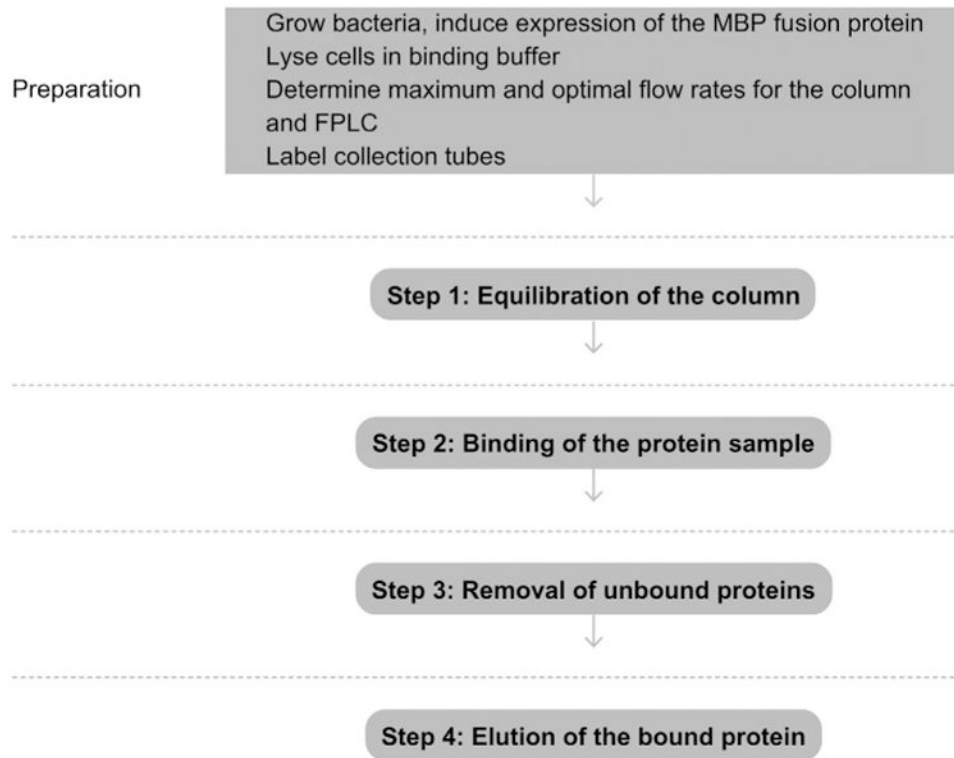 Grow bacteria, induce expression of the MBP fusion protein
Lyse cells in binding buffer
Preparation
Determine maximum and optimal flow rates for the column
and FPLC
Label collection tubes
Step 1: Equilibration of the column
Step 2: Binding of the protein sample
Step 3: Removal of unbound proteins
Step 4: Elution of the bound protein